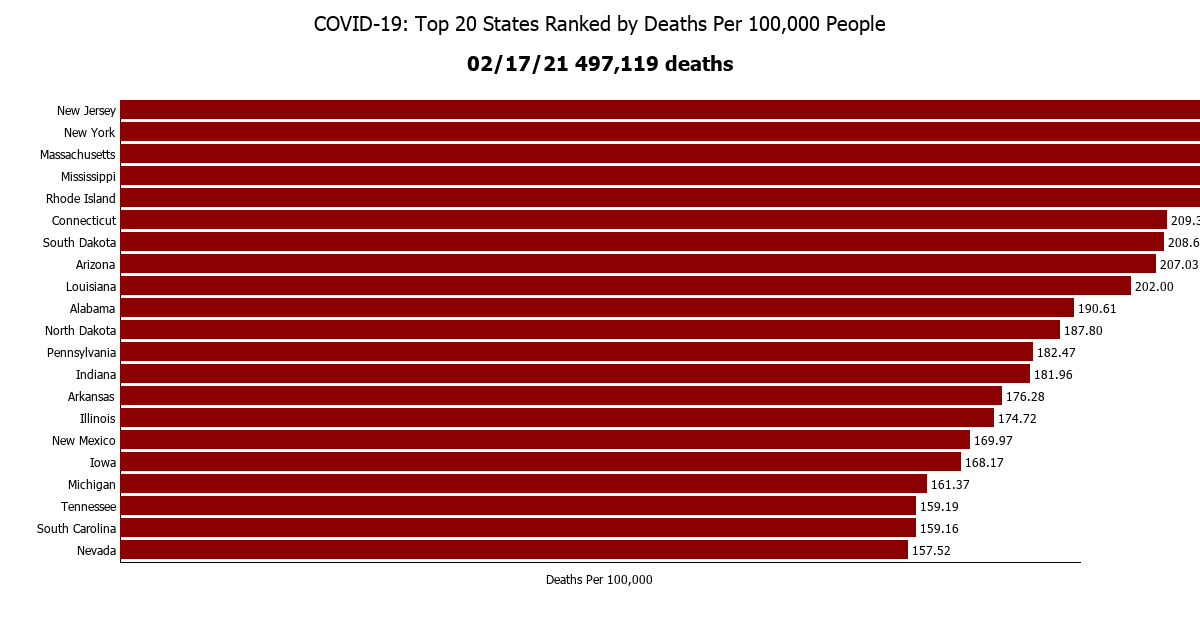 COVID-19: Top 20 States Ranked by Deaths Per 100,000 People
02/17/21 497,119 deaths
New Jersey
New York
Massachusetts
Mississippi
Rhode Island
Connecticut 209.3
South Dakota 208.6
Arizona 207.03
Louisiana 202.00
Alabama 190.61
North Dakota 187.80
Pennsylvania 182.47
Indiana 181.96
Arkansas 176.28
Illinois 174.72
New Mexico 169.97
Iowa 168.17
Michigan 161.37
Tennessee 159.19
South Carolina 159.16
Nevada 157.52
Deaths Per 100,000